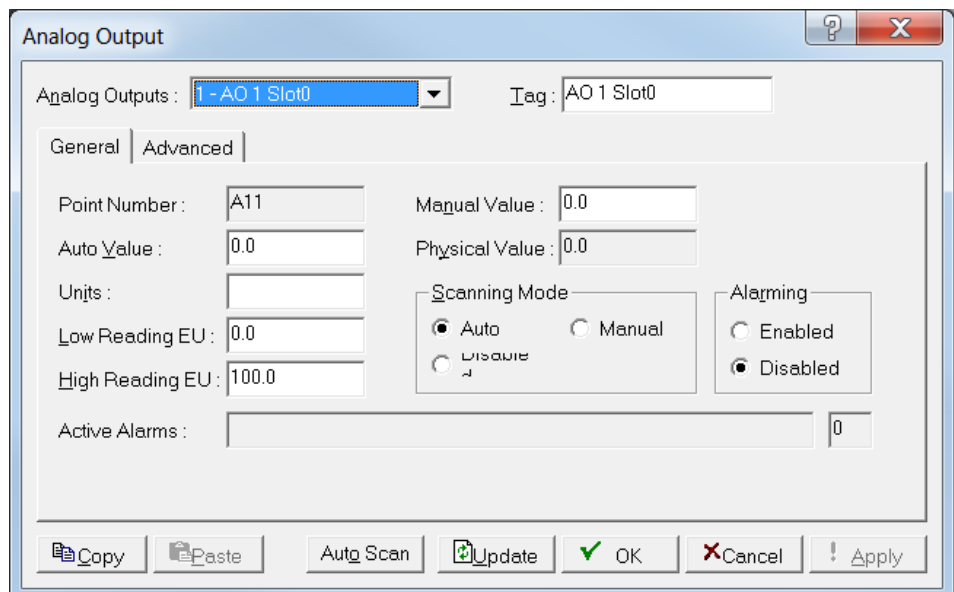 Analog Output
Analog Outputs : 1 - AO 1 Slot0 Tag : AO 1 Slot0
General Advanced
Point Number : A11 Manual Value : 0.0
Auto Value : 0.0 Physical Value : 0.0
Units :
Scanning Mode Alarming
Low Reading EU : 0.0 Auto Manual Enabled
High Reading EU : 100.0 Disabled Disabled
Active Alarms : 0
Copy Paste Auto Scan Update OK Cancel Apply